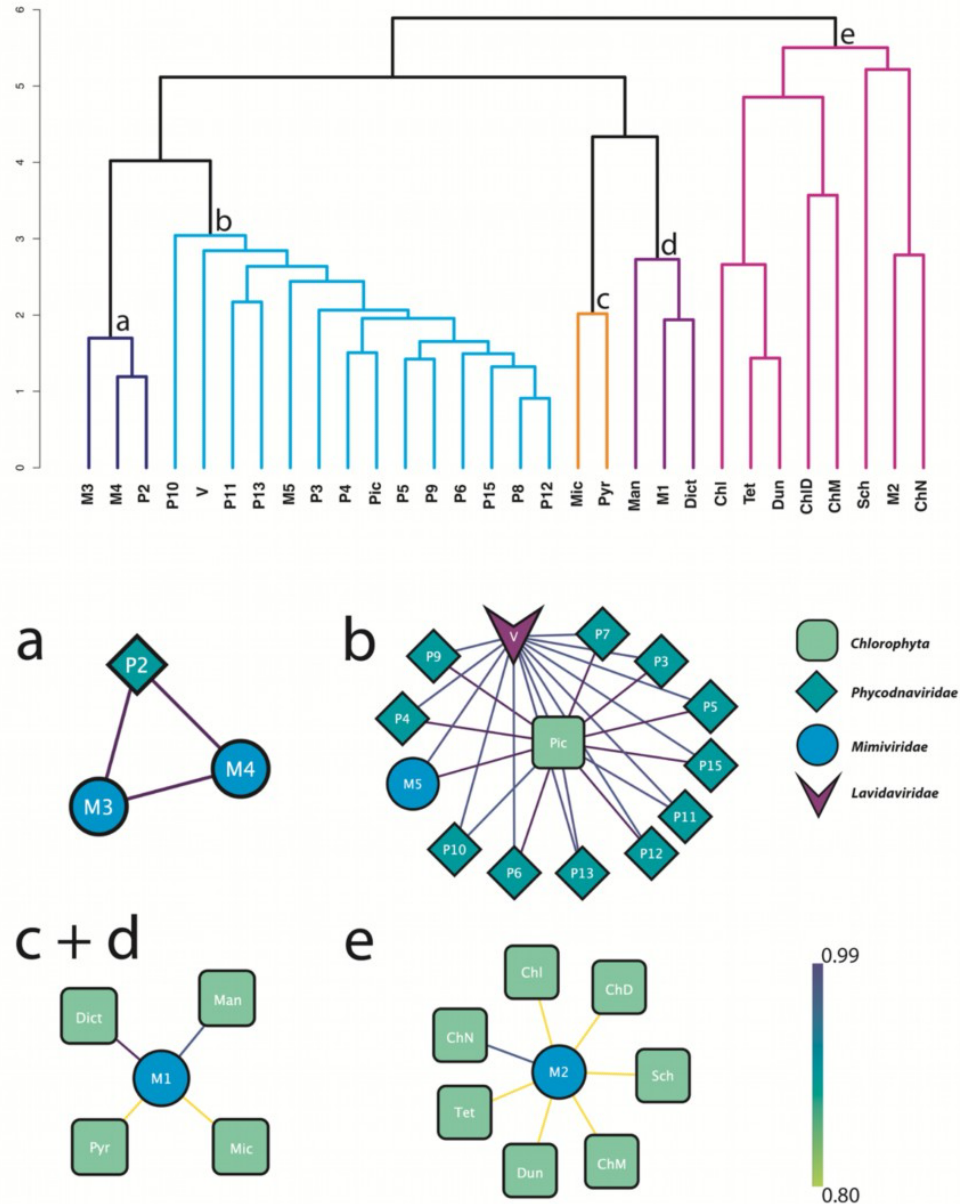 6
5
4
3
2
1
0
e
b
d
a
c
M3 M4 P2 P10 V P11 P13 M5 P3 P4 Pic P5 P9 P6 P15 P8 P12 Mic Pyr Man M1 Dict Chl Tet Dun ChlD ChM Sch M2 ChN
a
P2
M4
M3
b
V
P7
P9
P3
P5
P4
Pic
P15
M5
P11
P10
P12
P6
P13
Chlorophyta
Phycodnaviridae
Mimiviridae
Lavidaviridae
c + d
Man
Dict
M1
Pyr
Mic
e
Chl
ChD
ChN
M2
Sch
Tet
Dun
ChM
0.99
0.80